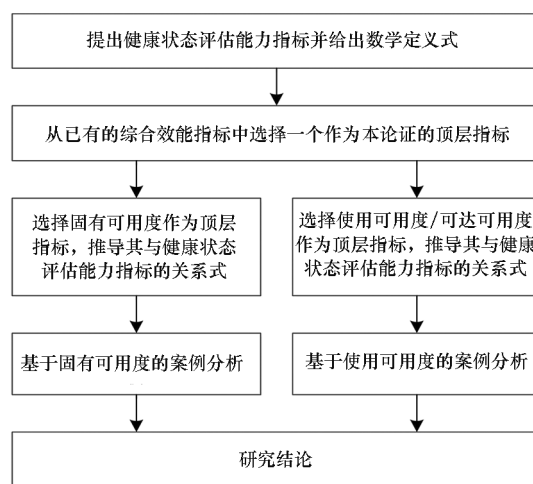 提出健康状态评估能力指标并给出数学定义式
从已有的综合效能指标中选择一个作为本论证的顶层指标
选择固有可用度作为顶层
指标，推导其与健康状态
评估能力指标的关系式
选择使用可用度/可达可用度
作为顶层指标，推导其与健康
状态评估能力指标的关系式
基于固有可用度的案例分析
基于使用可用度的案例分析
研究结论